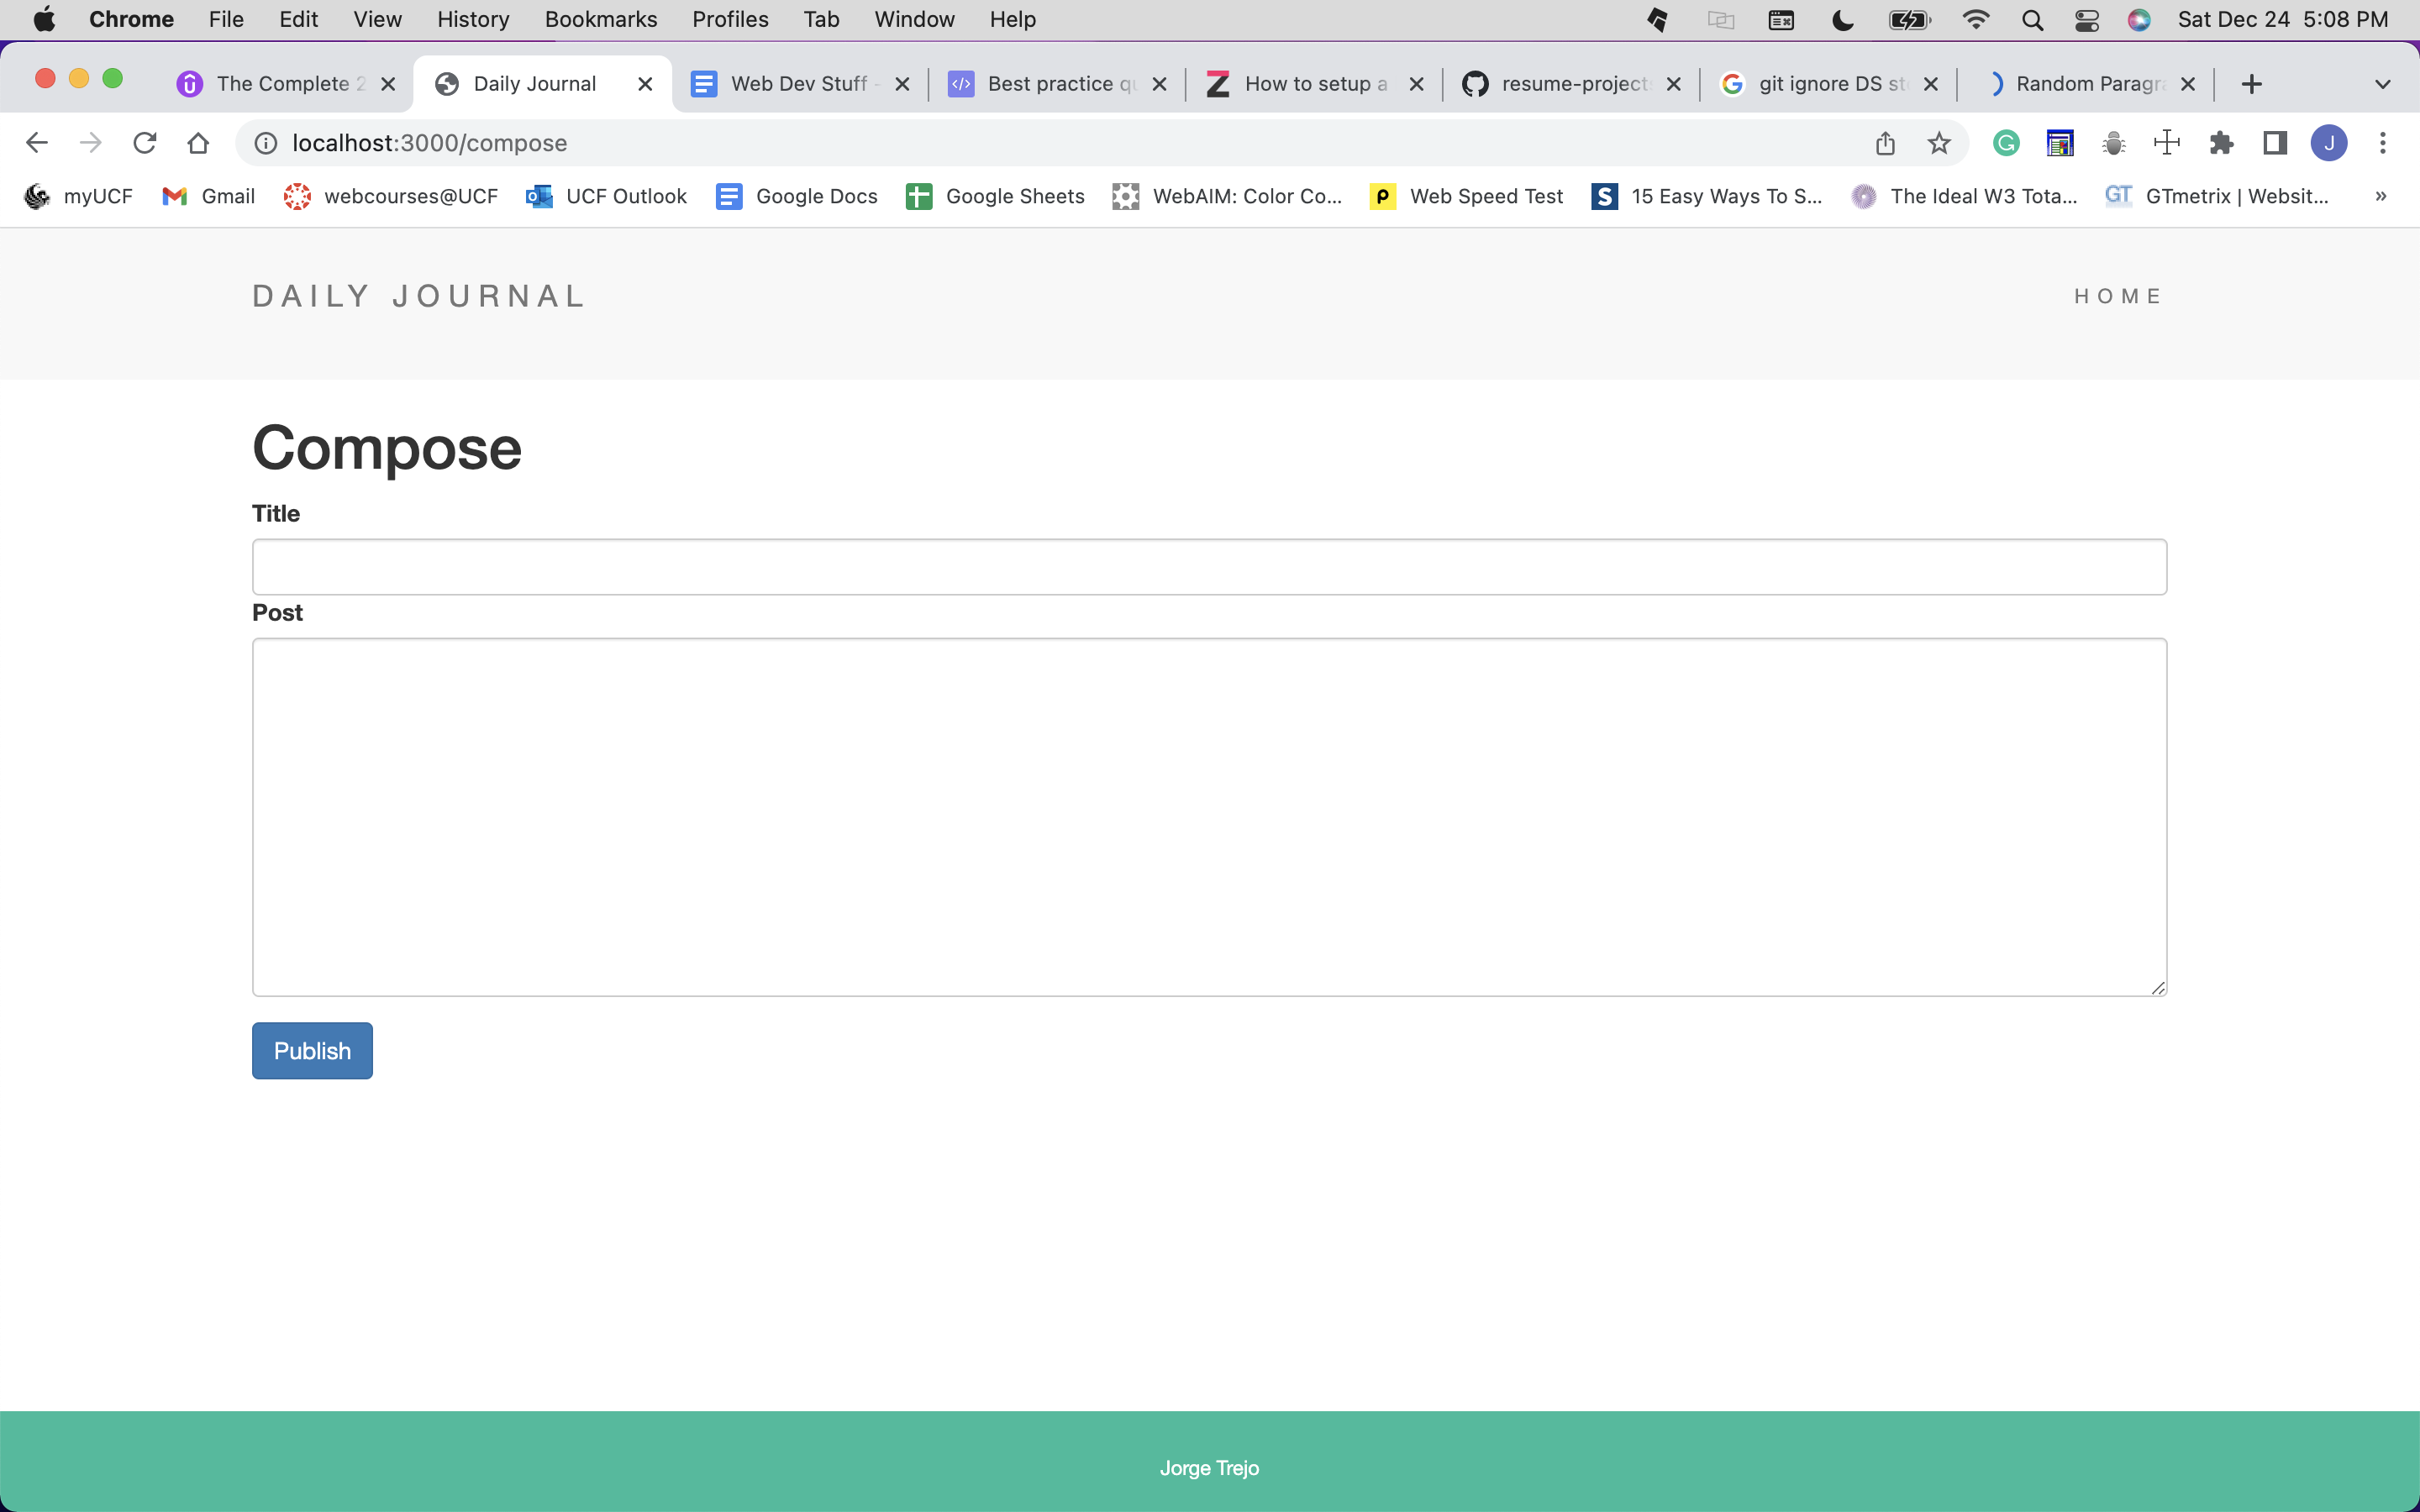 Chrome File Edit View History Bookmarks Profiles Tab Window Help Sat Dec 24 5:08 PM
The Complete 2 Daily Journal Web Dev Stuff - Best practice qu How to setup a resume-project git ignore DS st Random Paragra
localhost:3000/compose J
myUCF Gmail webcourses@UCF UCF Outlook Google Docs Google Sheets WebAIM: Color Co... Web Speed Test 15 Easy Ways To S... The Ideal W3 Tota... GT GTmetrix | Websit... »
DAILY JOURNAL HOME
Compose
Title
Post
Publish
Jorge Trejo